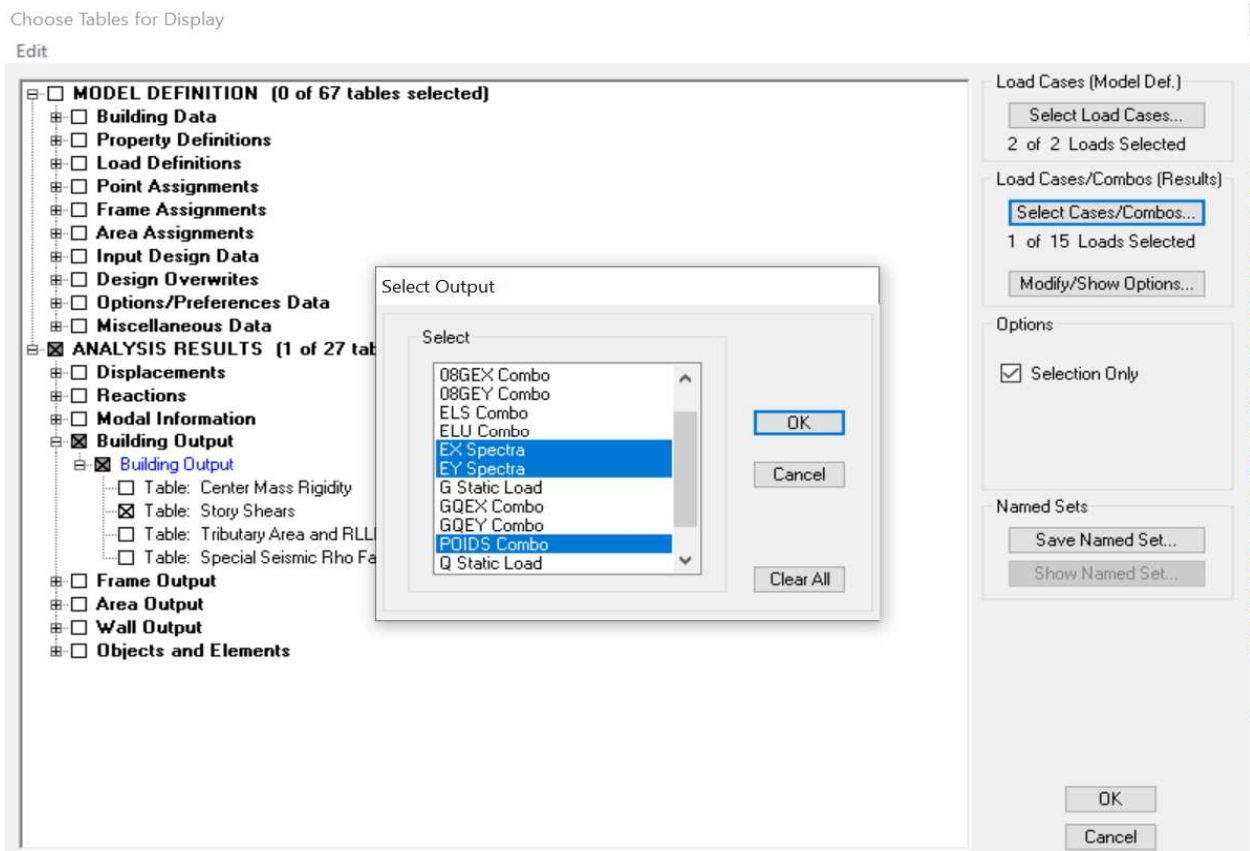 Choose Tables for Display
Edit
MODEL DEFINITION (0 of 67 tables selected)
Building Data
Property Definitions
Load Definitions
Point Assignments
Frame Assignments
Area Assignments
Input Design Data
Design Overwrites
Options/Preferences Data
Miscellaneous Data
ANALYSIS RESULTS (1 of 27 tab
Displacements
Reactions
Modal Information
Building Output
Building Output
Table: Center Mass Rigidity
Table: Story Shears
Table: Tributary Area and RLL
Table: Special Seismic Rho Fa
Frame Output
Area Output
Wall Output
Objects and Elements
Select Output
Select
08GEX Combo
08GEY Combo
ELS Combo
ELU Combo
EX Spectra
EY Spectra
G Static Load
GQEX Combo
GQEY Combo
POIDS Combo
Q Static Load
OK
Cancel
Clear All
Load Cases (Model Def.)
Select Load Cases...
2 of 2 Loads Selected
Load Cases/Combos (Results)
Select Cases/Combos...
1 of 15 Loads Selected
Modify/Show Options...
Options
Selection Only
Named Sets
Save Named Set...
Show Named Set...
OK
Cancel